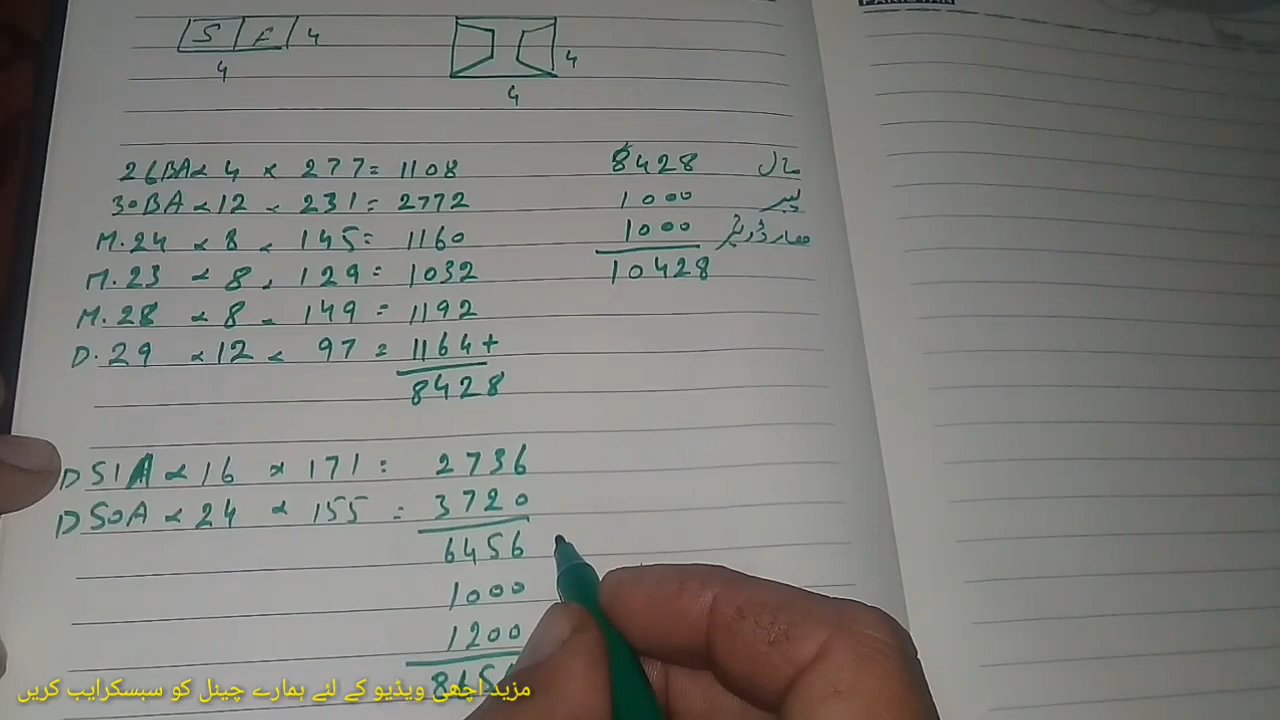 PAKISTAN
S F 4
4
4
4
26BA × 4 × 277 = 1108
30BA × 12 × 231 = 2772
M.24 × 8 × 145 = 1160
M.23 × 8 × 129 = 1032
M.28 × 8 × 149 = 1192
D.29 × 12 × 97 = 1164+
8428
8428 مال
1000
1000
10428
DS1A × 16 × 171 = 2736
DS0A × 24 × 155 = 3720
6456
1000
1200
مزید اچھی ویڈیو کے لئے ہمارے چینل کو سبسکرایب کریں